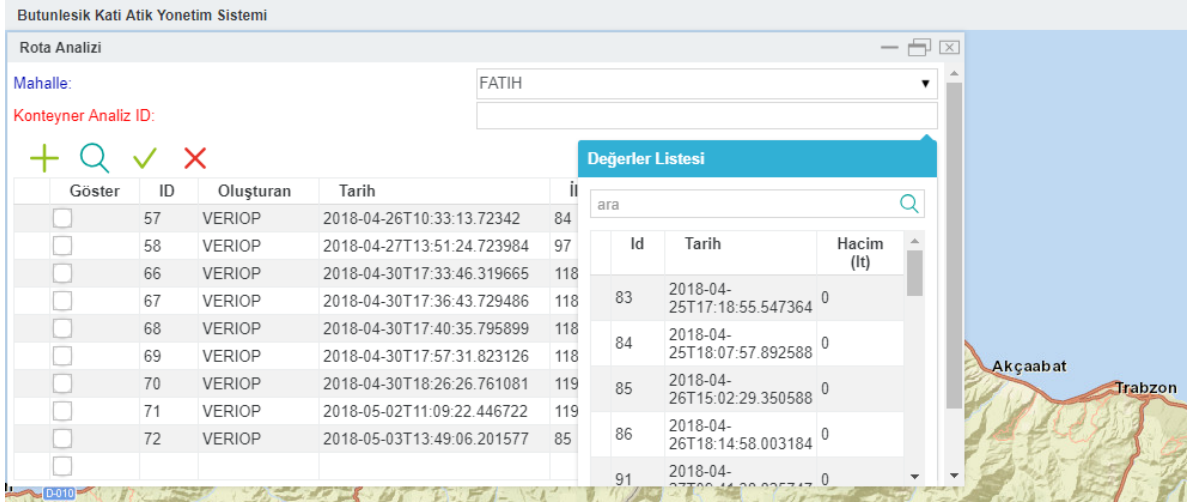 Butunlesik Kati Atik Yonetim Sistemi
Rota Analizi
Mahalle:
FATIH
Konteyner Analiz ID:
Göster ID Oluşturan Tarih
57 VERIOP 2018-04-26T10:33:13.72342 84
58 VERIOP 2018-04-27T13:51:24.723984 97
66 VERIOP 2018-04-30T17:33:46.319665 118
67 VERIOP 2018-04-30T17:36:43.729486 118
68 VERIOP 2018-04-30T17:40:35.795899 118
69 VERIOP 2018-04-30T17:57:31.823126 118
70 VERIOP 2018-04-30T18:26:26.761081 119
71 VERIOP 2018-05-02T11:09:22.446722 119
72 VERIOP 2018-05-03T13:49:06.201577 85
Değerler Listesi
ara
Id Tarih Hacim
(lt)
83 2018-04-
25T17:18:55.547364 0
84 2018-04-
25T18:07:57.892588 0
85 2018-04-
26T15:02:29.350588 0
86 2018-04-
26T18:14:58.003184 0
91 2018-04-
0
Akçaabat
Trabzon
D-010